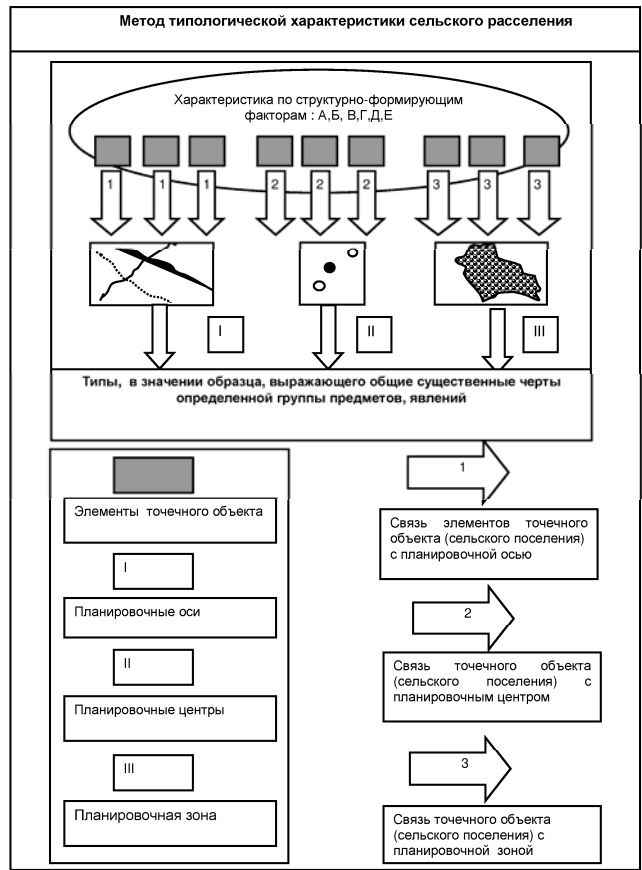 Метод типологической характеристики сельского расселения
Характеристика по структурно-формирующим
факторам : А,Б, В,Г,Д,Е
1 1 1 2 2 2 3 3 3
I II III
Типы, в значении образца, выражающего общие существенные черты
определенной группы предметов, явлений
Элементы точечного объекта
I
Планировочные оси
II
Планировочные центры
III
Планировочная зона
1
Связь элементов точечного
объекта (сельского поселения)
с планировочной осью
2
Связь точечного объекта
(сельского поселения) с
планировочным центром
3
Связь точечного объекта
(сельского поселения) с
планировочной зоной